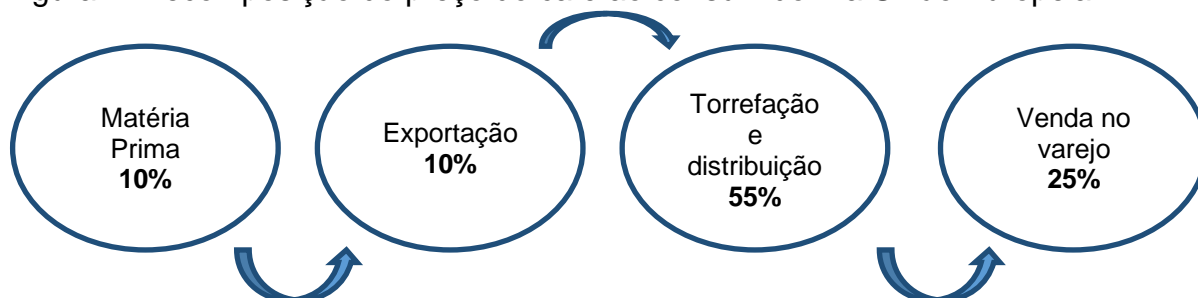 Matéria
Prima
10%
Exportação
10%
Torrefação
e
distribuição
55%
Venda no
varejo
25%